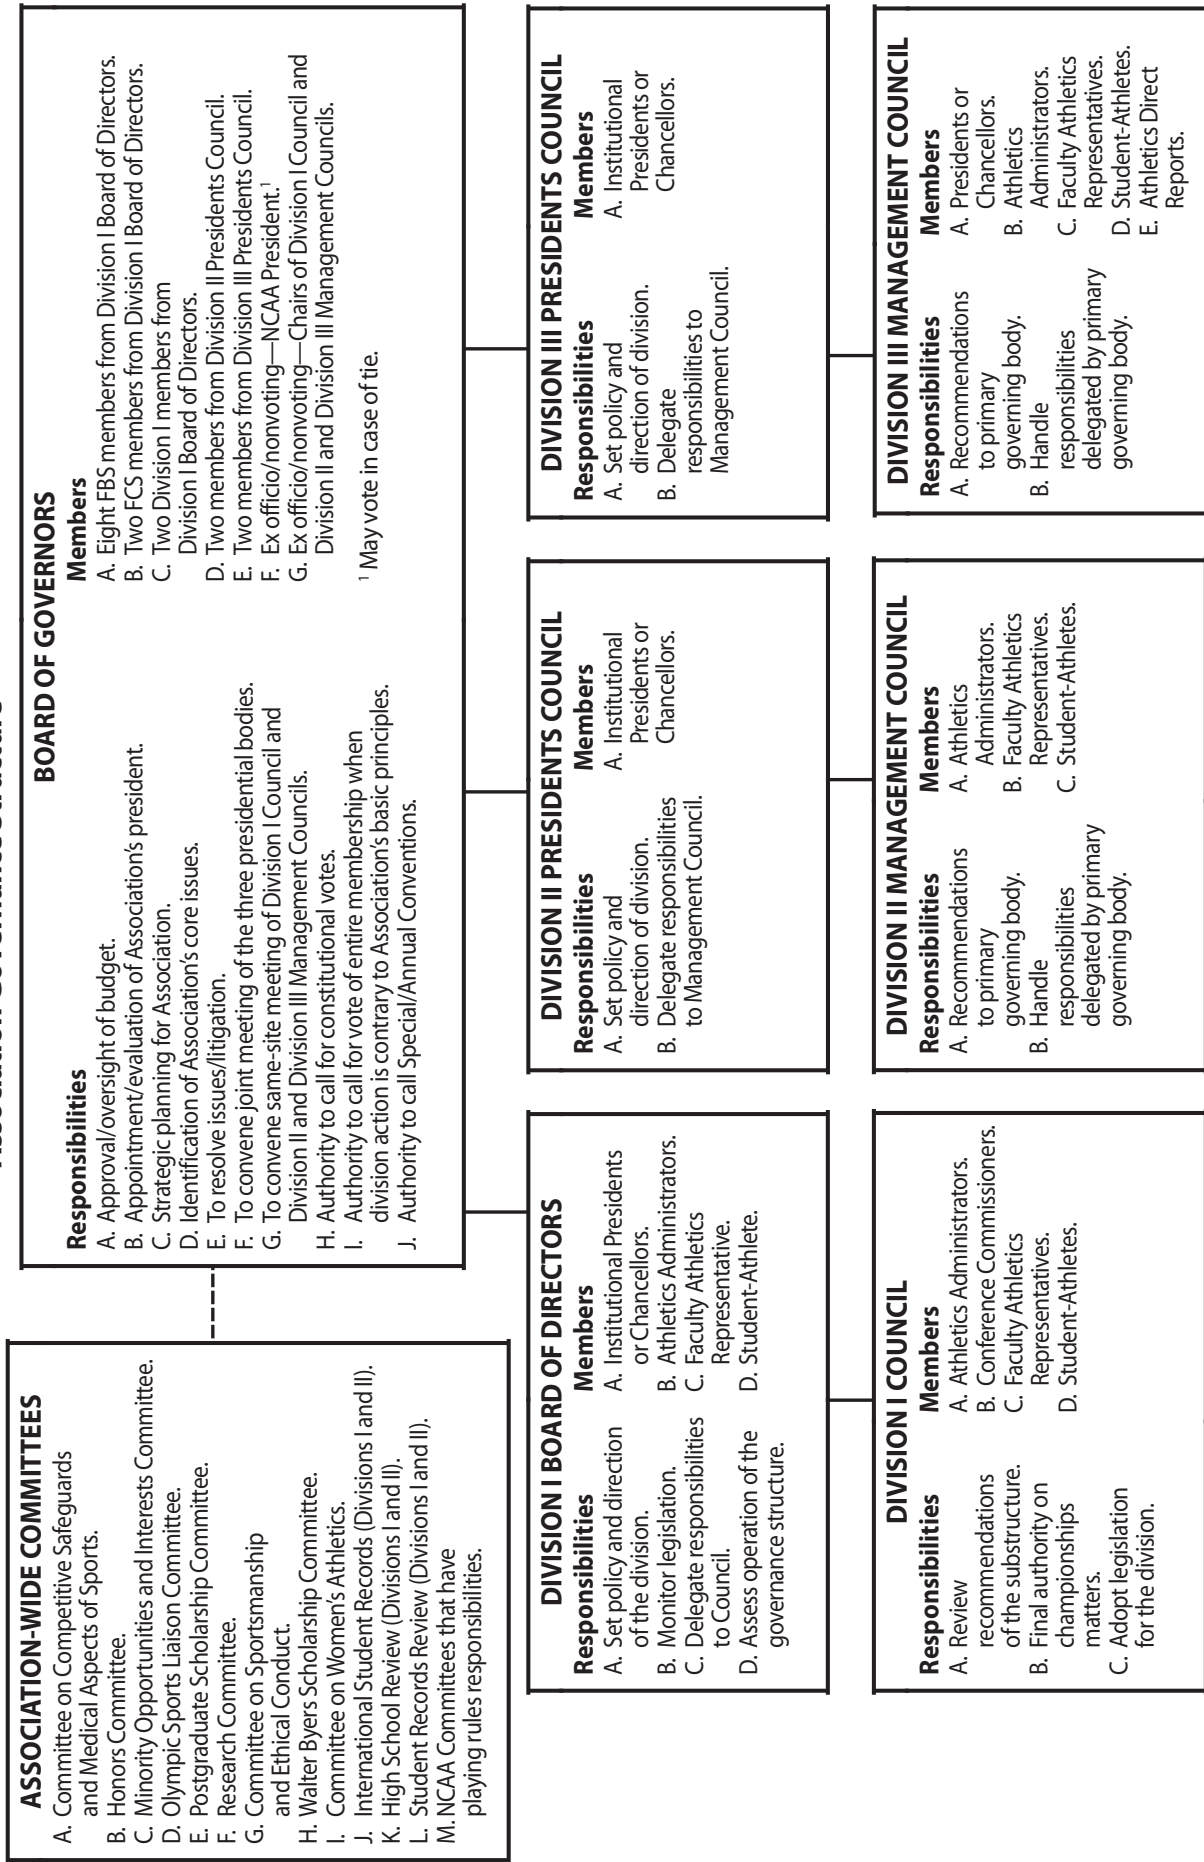 ASSOCIATION-WIDE COMMITTEES
A. Committee on Competitive Safeguards
and Medical Aspects of Sports.
B. Honors Committee.
C. Minority Opportunities and Interests Committee.
D. Olympic Sports Liaison Committee.
E. Postgraduate Scholarship Committee.
F. Research Committee.
G. Committee on Sportsmanship
and Ethical Conduct.
H. Walter Byers Scholarship Committee.
I. Committee on Women's Athletics.
J. International Student Records (Divisions I and II).
K. High School Review (Divisions I and II).
L. Student Records Review (Divisions I and II).
M. NCAA Committees that have
playing rules responsibilities.
BOARD OF GOVERNORS
Responsibilities
A. Approval/oversight of budget.
B. Appointment/evaluation of Association's president.
C. Strategic planning for Association.
D. Identification of Association's core issues.
E. To resolve issues/litigation.
F. To convene joint meeting of the three presidential bodies.
G. To convene same-site meeting of Division I Council and
Division II and Division III Management Councils.
H. Authority to call for constitutional votes.
I. Authority to call for vote of entire membership when
division action is contrary to Association's basic principles.
J. Authority to call Special/Annual Conventions.
Members
A. Eight FBS members from Division I Board of Directors.
B. Two FCS members from Division I Board of Directors.
C. Two Division I members from
Division I Board of Directors.
D. Two members from Division II Presidents Council.
E. Two members from Division III Presidents Council.
F. Ex officio/nonvoting—NCAA President.1
G. Ex officio/nonvoting—Chairs of Division I Council and
Division II and Division III Management Councils.
1 May vote in case of tie.
DIVISION I BOARD OF DIRECTORS
Responsibilities
A. Set policy and direction
of the division.
B. Monitor legislation.
C. Delegate responsibilities
to Council.
D. Assess operation of the
governance structure.
Members
A. Institutional Presidents
or Chancellors.
B. Athletics Administrators.
C. Faculty Athletics
Representative.
D. Student-Athlete.
DIVISION II PRESIDENTS COUNCIL
Responsibilities
A. Set policy and
direction of division.
B. Delegate responsibilities
to Management Council.
Members
A. Institutional
Presidents or
Chancellors.
DIVISION III PRESIDENTS COUNCIL
Responsibilities
A. Set policy and
direction of division.
B. Delegate
responsibilities to
Management Council.
Members
A. Institutional
Presidents or
Chancellors.
DIVISION I COUNCIL
Responsibilities
A. Review
recommendations
of the substructure.
B. Final authority on
championships
matters.
C. Adopt legislation
for the division.
Members
A. Athletics Administrators.
B. Conference Commissioners.
C. Faculty Athletics
Representatives.
D. Student-Athletes.
DIVISION II MANAGEMENT COUNCIL
Responsibilities
A. Recommendations
to primary
governing body.
B. Handle
responsibilities
delegated by primary
governing body.
Members
A. Athletics
Administrators.
B. Faculty Athletics
Representatives.
C. Student-Athletes.
DIVISION III MANAGEMENT COUNCIL
Responsibilities
A. Recommendations
to primary
governing body.
B. Handle
responsibilities
delegated by primary
governing body.
Members
A. Presidents or
Chancellors.
B. Athletics
Administrators.
C. Faculty Athletics
Representatives.
D. Student-Athletes.
E. Athletics Direct
Reports.